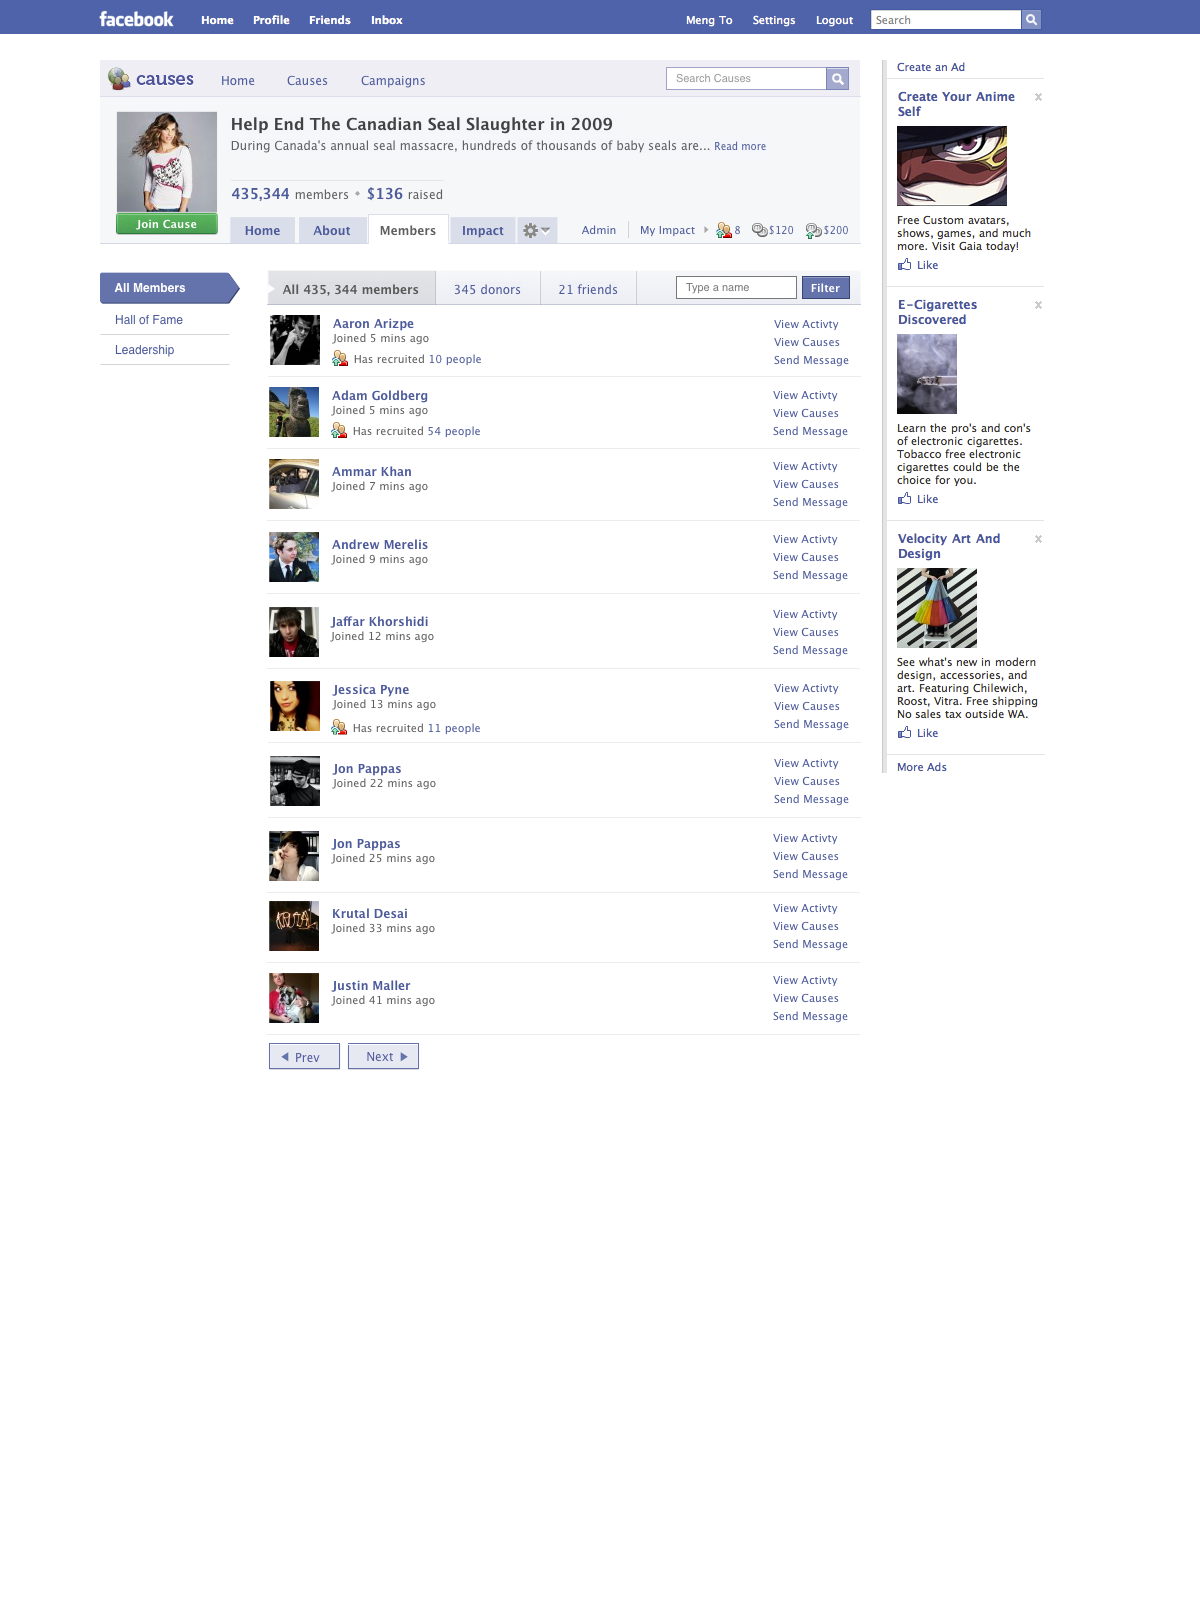 facebook Home Profile Friends Inbox Meng To Settings Logout Search
causes Home Causes Campaigns Search Causes
Help End The Canadian Seal Slaughter in 2009
During Canada's annual seal massacre, hundreds of thousands of baby seals are... Read more
435,344 members • $136 raised
Join Cause
Home About Members Impact Admin My Impact 8 $120 $200
All Members
Hall of Fame
Leadership
All 435, 344 members 345 donors 21 friends Type a name Filter
Aaron Arizpe
Joined 5 mins ago
Has recruited 10 people
View Activty
View Causes
Send Message
Adam Goldberg
Joined 5 mins ago
Has recruited 54 people
View Activty
View Causes
Send Message
Ammar Khan
Joined 7 mins ago
View Activty
View Causes
Send Message
Andrew Merelis
Joined 9 mins ago
View Activty
View Causes
Send Message
Jaffar Khorshidi
Joined 12 mins ago
View Activty
View Causes
Send Message
Jessica Pyne
Joined 13 mins ago
Has recruited 11 people
View Activty
View Causes
Send Message
Jon Pappas
Joined 22 mins ago
View Activty
View Causes
Send Message
Jon Pappas
Joined 25 mins ago
View Activty
View Causes
Send Message
KRUTAL
Krutal Desai
Joined 33 mins ago
View Activty
View Causes
Send Message
Justin Maller
Joined 41 mins ago
View Activty
View Causes
Send Message
Prev Next
Create an Ad
Create Your Anime x
Self
Free Custom avatars,
shows, games, and much
more. Visit Gaia today!
Like
E-Cigarettes x
Discovered
Learn the pro's and con's
of electronic cigarettes.
Tobacco free electronic
cigarettes could be the
choice for you.
Like
Velocity Art And x
Design
See what's new in modern
design, accessories, and
art. Featuring Chilewich,
Roost, Vitra. Free shipping
No sales tax outside WA.
Like
More Ads